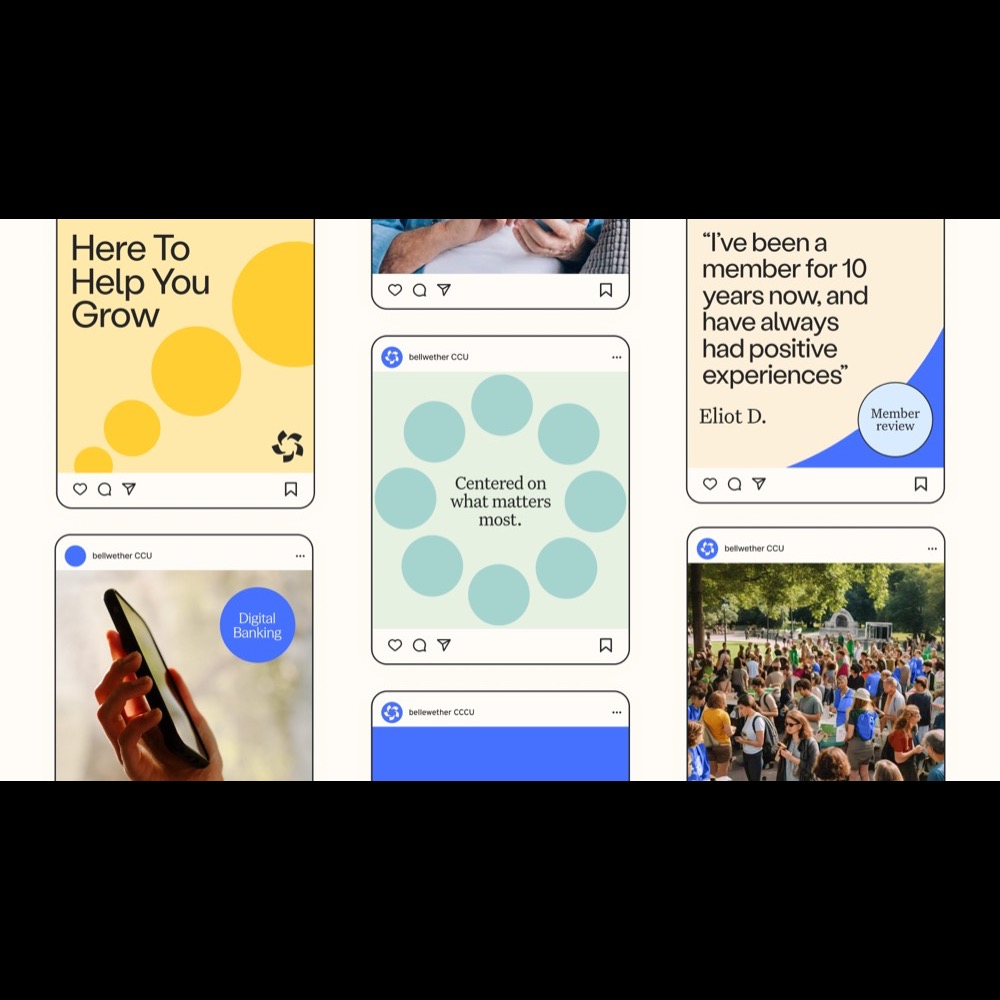 Here To
Help You
Grow
bellwether CCU
Digital
Banking
bellwether CCU
Centered on
what matters
most.
bellewether CCCU
“I’ve been a
member for 10
years now, and
have always
had positive
experiences”
Eliot D.
Member
review
bellwether CCU